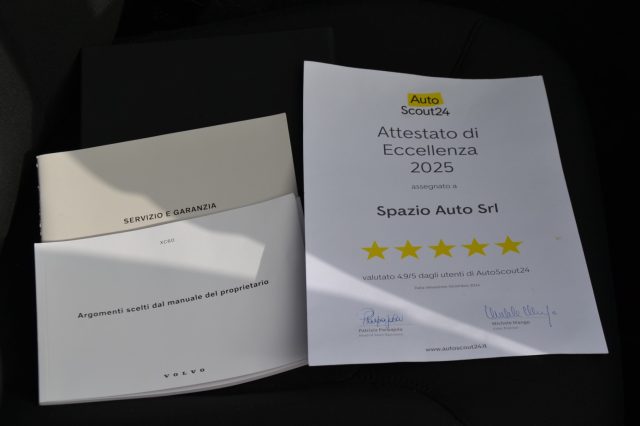 SERVIZIO E GARANZIA
XC60
Argomenti scelti dal manuale del proprietario
VOLVO
Auto
Scout24
Attestato di
Eccellenza
2025
assegnato a
Spazio Auto Srl
valutato 4,9/5 dagli utenti di AutoScout24
www.autoscout24.it